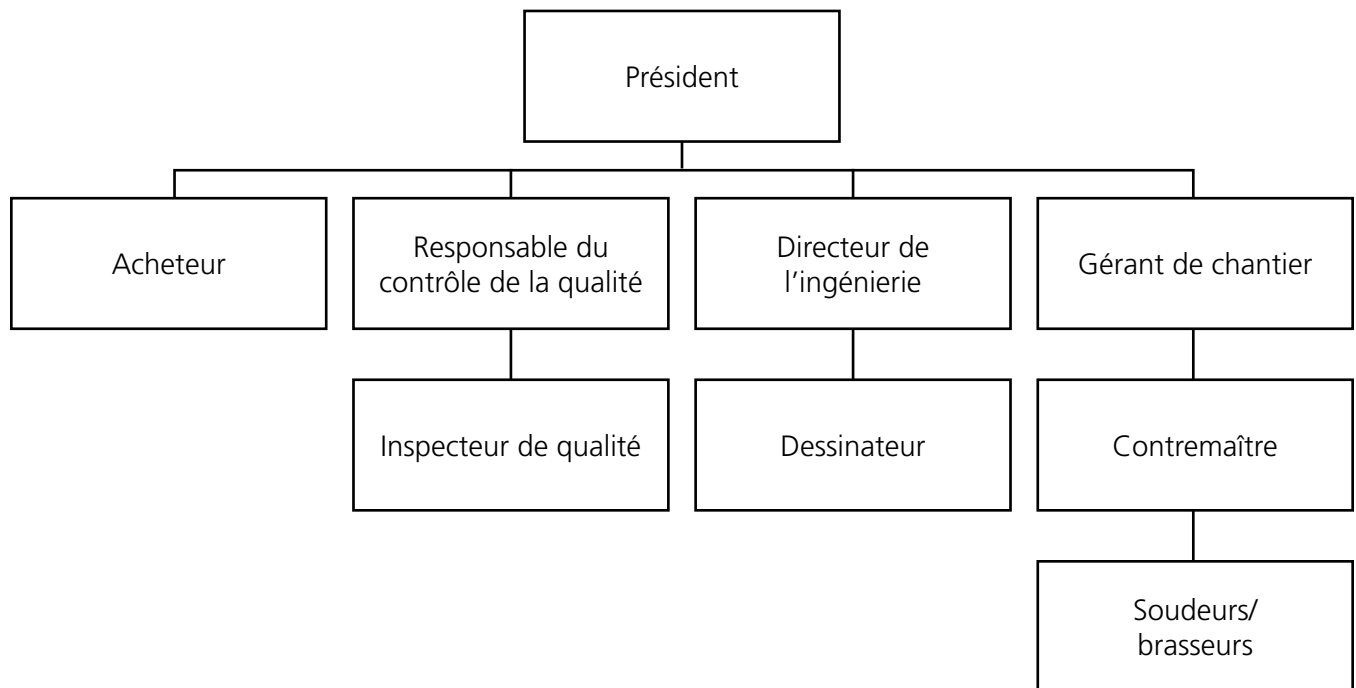 Président
Acheteur
Responsable du
contrôle de la qualité
Directeur de
l'ingénierie
Gérant de chantier
Inspecteur de qualité
Dessinateur
Contremaître
Soudeurs/
brasseurs